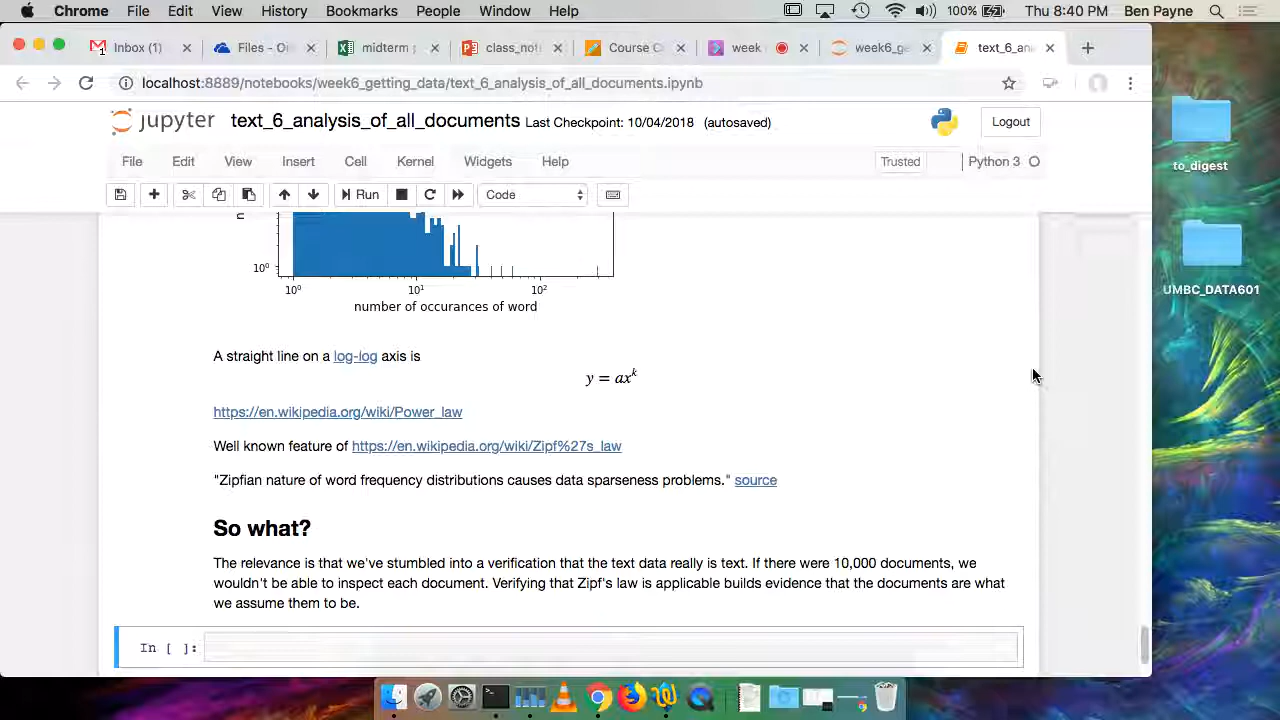 Chrome File Edit View History Bookmarks People Window Help 100% Thu 8:40 PM Ben Payne
Inbox (1) Files - O midterm class_not Course C week week6_ge text_6_an
localhost:8889/notebooks/week6_getting_data/text_6_analysis_of_all_documents.ipynb
jupyter text_6_analysis_of_all_documents Last Checkpoint: 10/04/2018 (autosaved) Logout
File Edit View Insert Cell Kernel Widgets Help Trusted Python 3
Run Code
to_digest
UMBC_DATA601
10⁰
10⁰ 10¹ 10²
number of occurances of word
A straight line on a log-log axis is
y = axᵏ
https://en.wikipedia.org/wiki/Power_law
Well known feature of https://en.wikipedia.org/wiki/Zipf%27s_law
"Zipfian nature of word frequency distributions causes data sparseness problems." source
So what?
The relevance is that we've stumbled into a verification that the text data really is text. If there were 10,000 documents, we
wouldn't be able to inspect each document. Verifying that Zipf's law is applicable builds evidence that the documents are what
we assume them to be.
In [ ]: